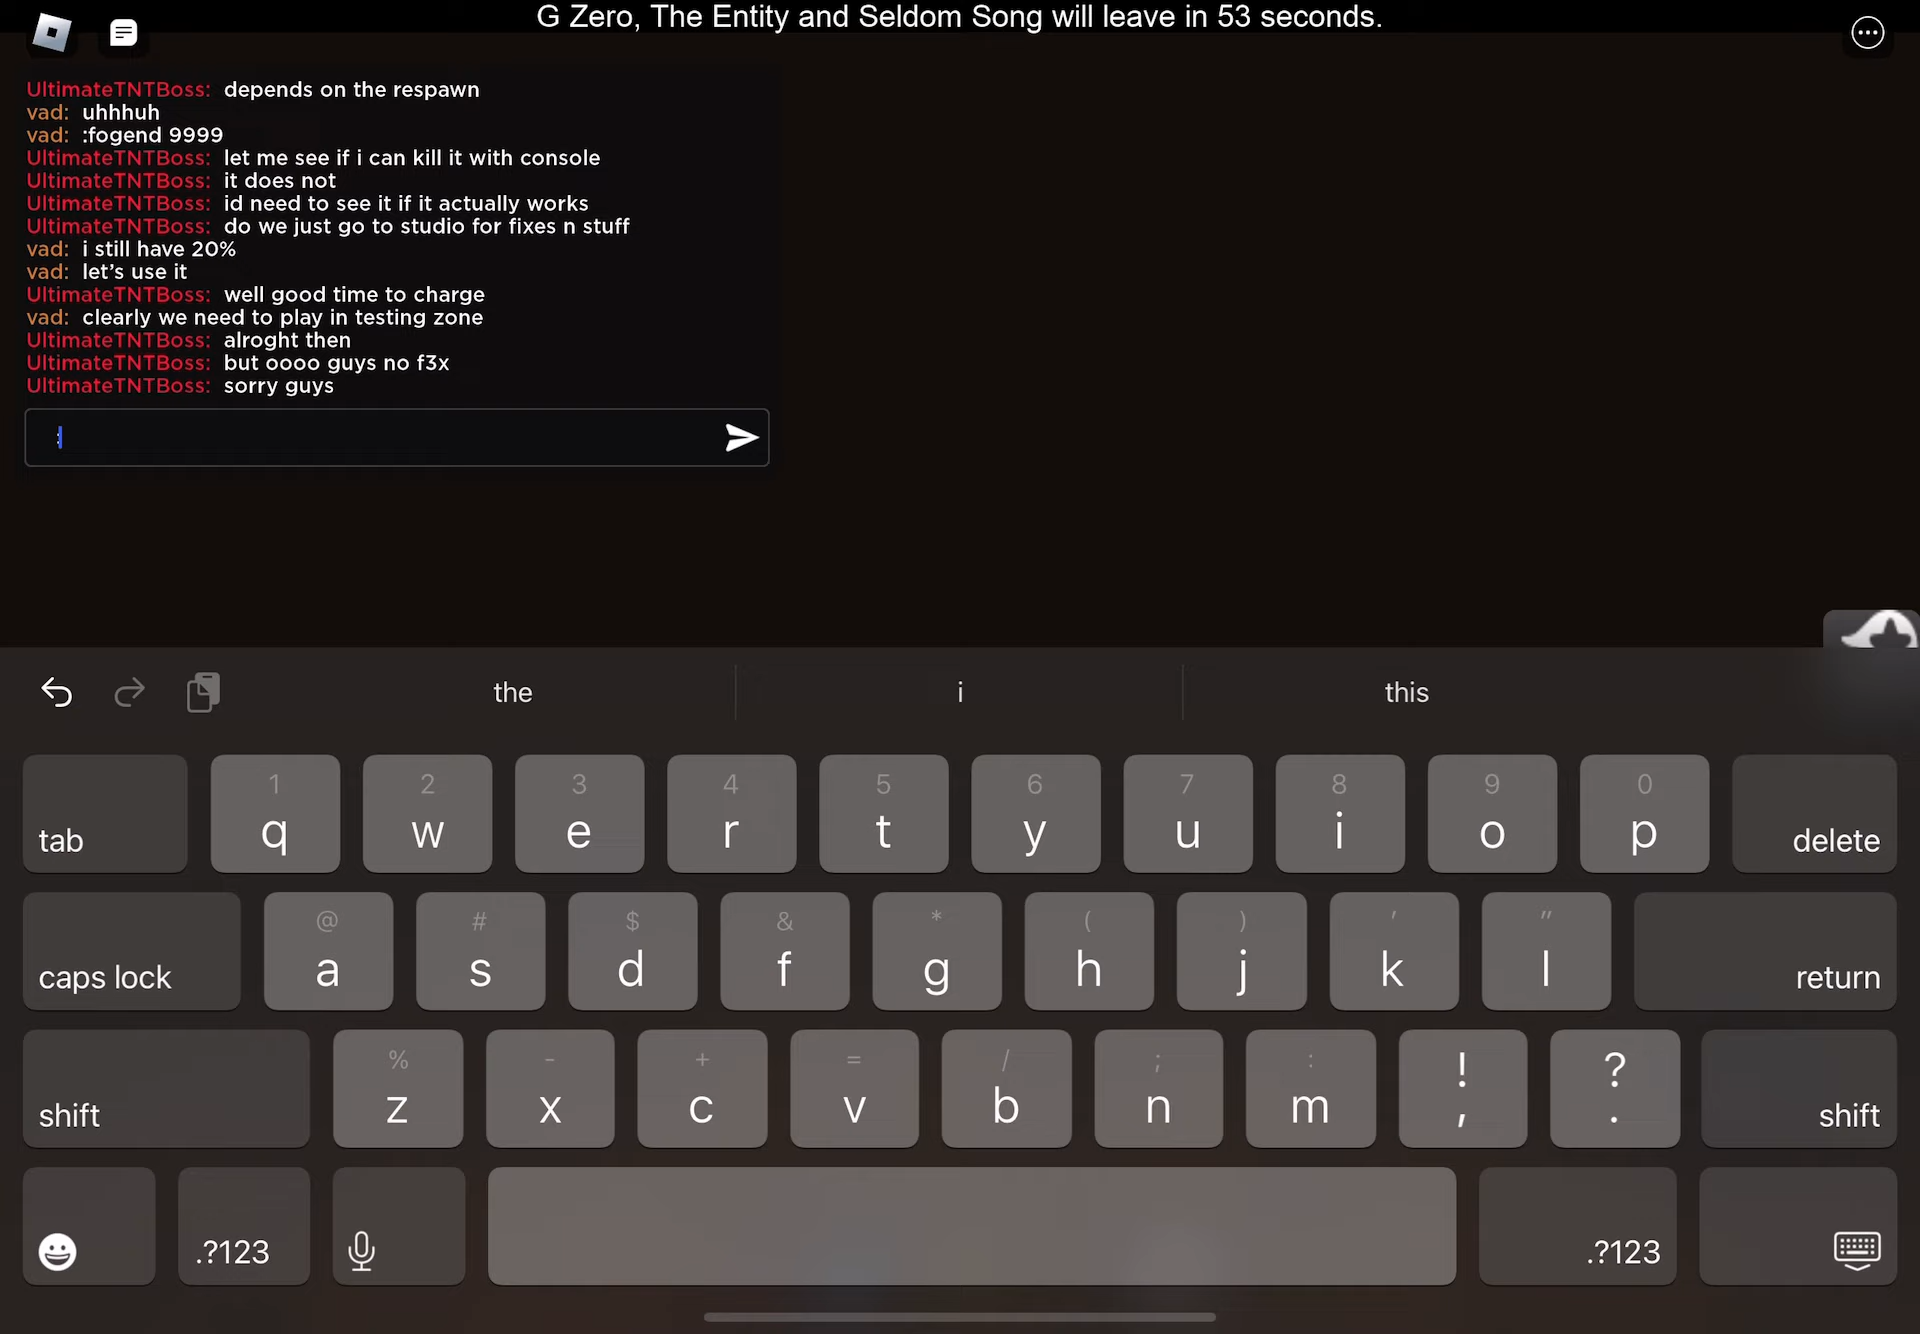 G Zero, The Entity and Seldom Song will leave in 53 seconds.
UltimateTNTBoss: depends on the respawn
vad: uhhhuh
vad: :fogend 9999
UltimateTNTBoss: let me see if i can kill it with console
UltimateTNTBoss: it does not
UltimateTNTBoss: id need to see it if it actually works
UltimateTNTBoss: do we just go to studio for fixes n stuff
vad: i still have 20%
vad: let’s use it
UltimateTNTBoss: well good time to charge
vad: clearly we need to play in testing zone
UltimateTNTBoss: alroght then
UltimateTNTBoss: but oooo guys no f3x
UltimateTNTBoss: sorry guys
:
the i this
1 2 3 4 5 6 7 8 9 0
tab q w e r t y u i o p delete
@ # $ & * ( ) ' "
caps lock a s d f g h j k l return
% - + = / ; : ! ?
shift z x c v b n m , . shift
.?123 .?123